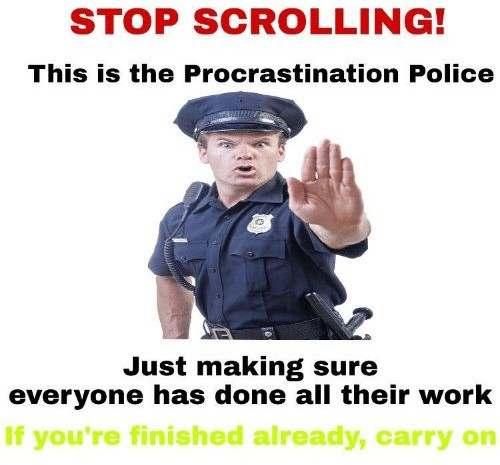 STOP SCROLLING!
This is the Procrastination Police
Just making sure
everyone has done all their work
If you're finished already, carry on